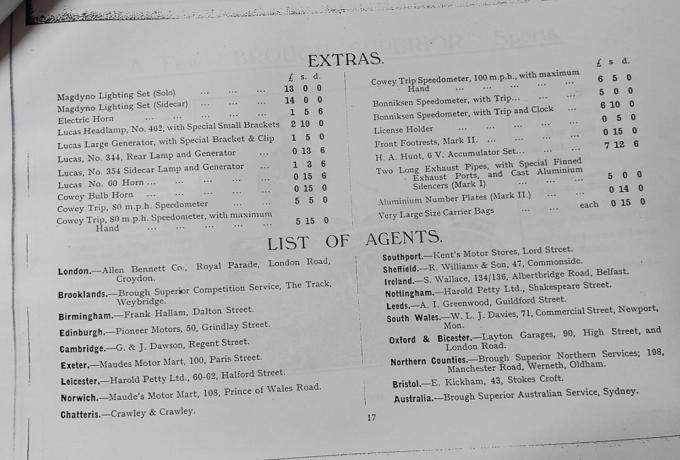 EXTRAS.
£ s. d.
Magdyno Lighting Set (Solo) ... ... ... 13 0 0
Magdyno Lighting Set (Sidecar) ... ... ... 14 0 0
Electric Horn ... ... ... ... ... 1 5 6
Lucas Headlamp, No. 462, with Special Small Brackets 2 10 0
Lucas Large Generator, with Special Bracket & Clip 1 5 0
Lucas, No. 344, Rear Lamp and Generator ... 0 13 6
Lucas, No. 354 Sidecar Lamp and Generator ... 1 3 6
Lucas No. 60 Horn ... ... ... ... ... 0 15 6
Cowey Bulb Horn ... ... ... ... ... 0 15 0
Cowey Trip, 80 m.p.h. Speedometer ... ... 5 5 0
Cowey Trip, 80 m.p.h. Speedometer, with maximum
Hand ... ... ... ... ... 5 15 0
£ s d.
Cowey Trip Speedometer, 100 m.p.h., with maximum
Hand ... ... ... ... 6 5 0
Bonniksen Speedometer, with Trip... ... ... 5 0 0
Bonniksen Speedometer, with Trip and Clock ... 6 10 0
License Holder ... ... ... ... 0 5 0
Front Footrests, Mark II. ... ... ... ... 0 15 0
H. A. Hunt, 6 V. Accumulator Set... ... ... 7 12 6
Two Long Exhaust Pipes, with Special Finned
Exhaust Ports, and Cast Aluminium
Silencers (Mark I) ... ... ... 5 0 0
Aluminium Number Plates (Mark II.) ... ... 0 14 0
Very Large Size Carrier Bags ... ... each 0 15 0
LIST OF AGENTS.
London.—Allen Bennett Co., Royal Parade, London Road,
Croydon.
Brooklands.—Brough Superior Competition Service, The Track,
Weybridge.
Birmingham.—Frank Hallam, Dalton Street.
Edinburgh.—Pioneer Motors, 50, Grindlay Street.
Cambridge.—G. & J. Dawson, Regent Street.
Exeter.—Maudes Motor Mart, 100, Paris Street.
Leicester.—Harold Petty Ltd., 60-62, Halford Street.
Norwich.—Maude's Motor Mart, 108, Prince of Wales Road.
Chatteris.—Crawley & Crawley.
Southport.—Kent's Motor Stores, Lord Street.
Sheffield.—R. Williams & Son, 47, Commonside.
Ireland.—S. Wallace, 134/136, Albertbridge Road, Belfast.
Nottingham.—Harold Petty Ltd., Shakespeare Street.
Leeds.—A. I. Greenwood, Guildford Street.
South Wales.—W. L. J. Davies, 71, Commercial Street, Newport,
Mon.
Oxford & Bicester.—Layton Garages, 90, High Street, and
London Road.
Northern Counties.—Brough Superior Northern Services; 198,
Manchester Road, Werneth, Oldham.
Bristol.—E. Kickham, 43, Stokes Croft.
Australia.—Brough Superior Australian Service, Sydney.
17